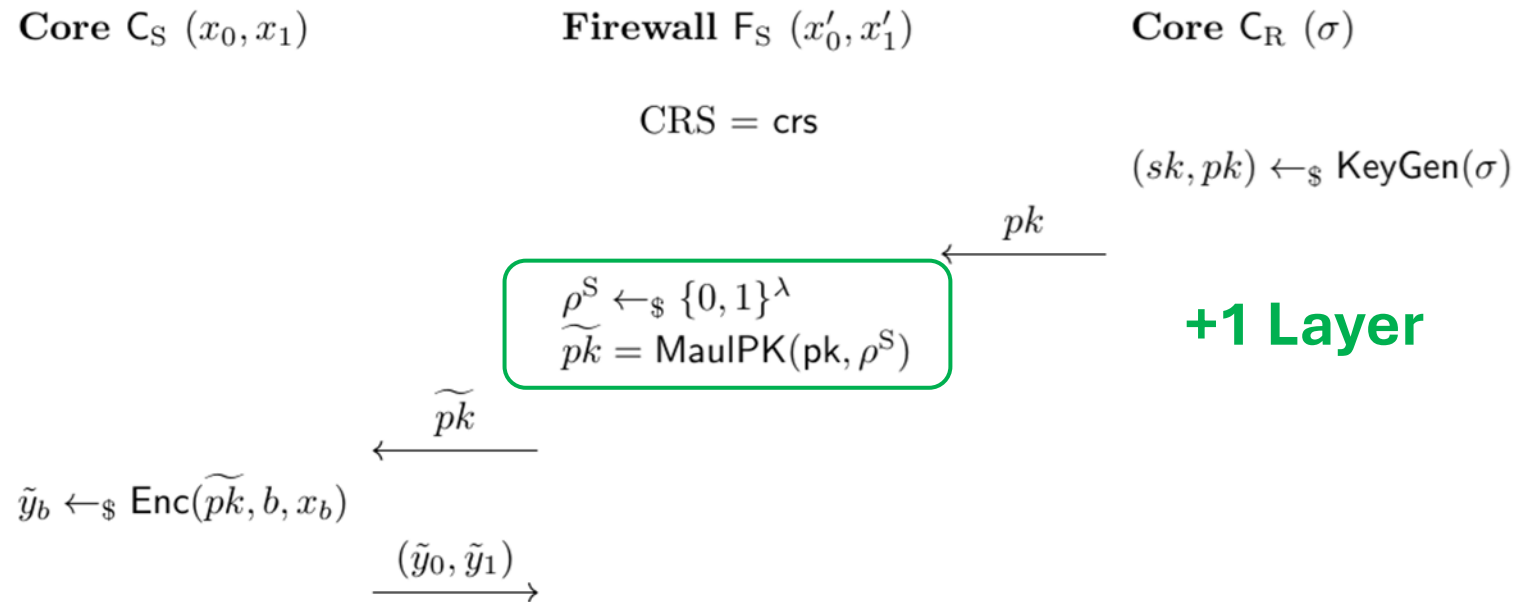 Core C_S (x_0, x_1) Firewall F_S (x'_0, x'_1) Core C_R (σ)
CRS = crs
(sk, pk) ←_$ KeyGen(σ)
pk
ρ^S ←_$ {0, 1}^λ
p͠k = MaulPK(pk, ρ^S)
+1 Layer
p͠k
ỹ_b ←_$ Enc(p͠k, b, x_b)
(ỹ_0, ỹ_1)